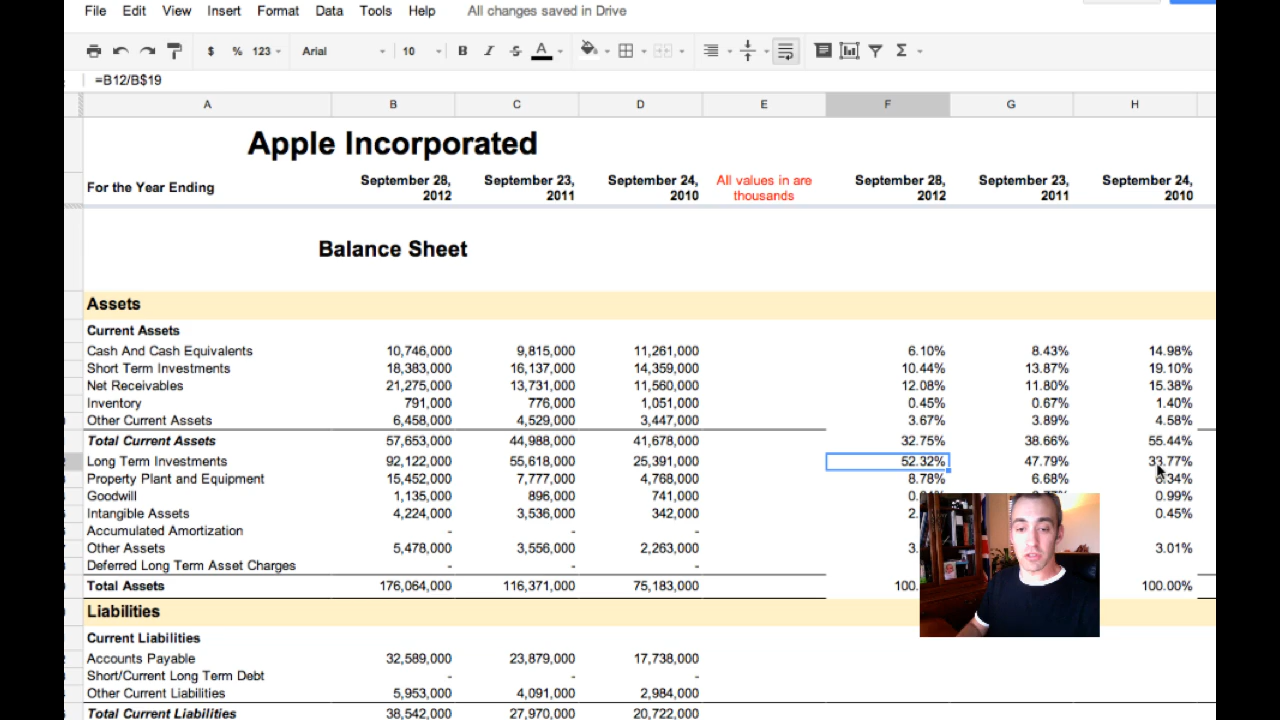 File Edit View Insert Format Data Tools Help All changes saved in Drive
$ % 123 Arial 10 B I S A Σ
=B12/B$19
A B C D E F G H
Apple Incorporated
For the Year Ending September 28, 2012 September 23, 2011 September 24, 2010 All values in are thousands September 28, 2012 September 23, 2011 September 24, 2010
Balance Sheet
Assets
Current Assets
Cash And Cash Equivalents 10,746,000 9,815,000 11,261,000 6.10% 8.43% 14.98%
Short Term Investments 18,383,000 16,137,000 14,359,000 10.44% 13.87% 19.10%
Net Receivables 21,275,000 13,731,000 11,560,000 12.08% 11.80% 15.38%
Inventory 791,000 776,000 1,051,000 0.45% 0.67% 1.40%
Other Current Assets 6,458,000 4,529,000 3,447,000 3.67% 3.89% 4.58%
Total Current Assets 57,653,000 44,988,000 41,678,000 32.75% 38.66% 55.44%
Long Term Investments 92,122,000 55,618,000 25,391,000 52.32% 47.79% 33.77%
Property Plant and Equipment 15,452,000 7,777,000 4,768,000 8.78% 6.68% 6.34%
Goodwill 1,135,000 896,000 741,000 0.99%
Intangible Assets 4,224,000 3,536,000 342,000 2. 0.45%
Accumulated Amortization - - -
Other Assets 5,478,000 3,556,000 2,263,000 3. 3.01%
Deferred Long Term Asset Charges - - -
Total Assets 176,064,000 116,371,000 75,183,000 100. 100.00%
Liabilities
Current Liabilities
Accounts Payable 32,589,000 23,879,000 17,738,000
Short/Current Long Term Debt - - -
Other Current Liabilities 5,953,000 4,091,000 2,984,000
Total Current Liabilities 38,542,000 27,970,000 20,722,000